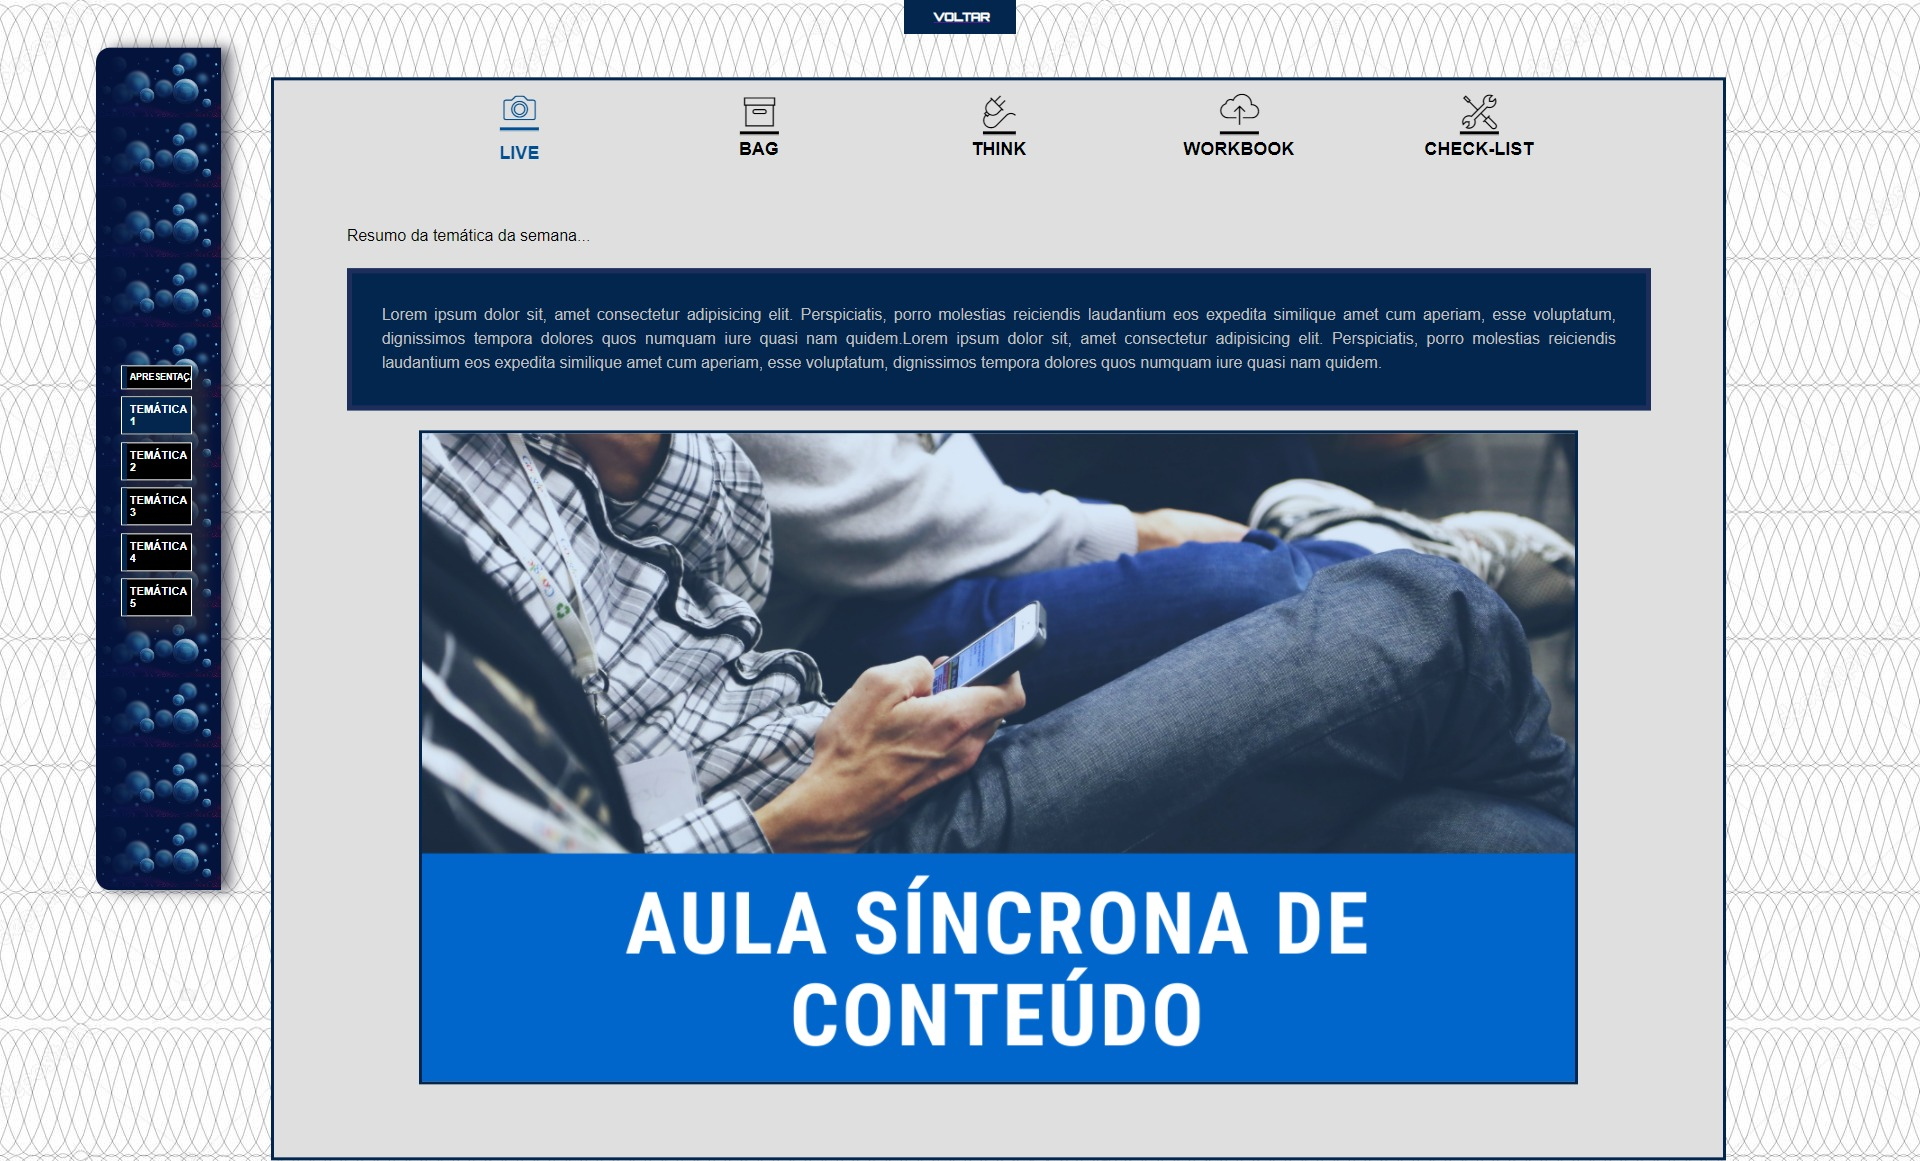 VOLTAR
LIVE
BAG
THINK
WORKBOOK
CHECK-LIST
Resumo da temática da semana...
Lorem ipsum dolor sit, amet consectetur adipisicing elit. Perspiciatis, porro molestias reiciendis laudantium eos expedita similique amet cum aperiam, esse voluptatum,
dignissimos tempora dolores quos numquam iure quasi nam quidem.Lorem ipsum dolor sit, amet consectetur adipisicing elit. Perspiciatis, porro molestias reiciendis
laudantium eos expedita similique amet cum aperiam, esse voluptatum, dignissimos tempora dolores quos numquam iure quasi nam quidem.
APRESENTAÇ
TEMÁTICA
1
TEMÁTICA
2
TEMÁTICA
3
TEMÁTICA
4
TEMÁTICA
5
AULA SÍNCRONA DE
CONTEÚDO